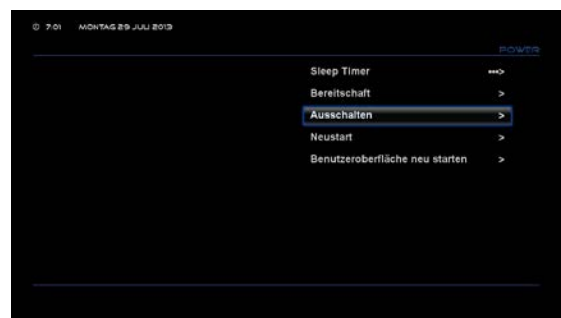 7:01 MONTAG 29 JULI 2013
POWER
Sleep Timer ···>
Bereitschaft >
Ausschalten >
Neustart >
Benutzeroberfläche neu starten >